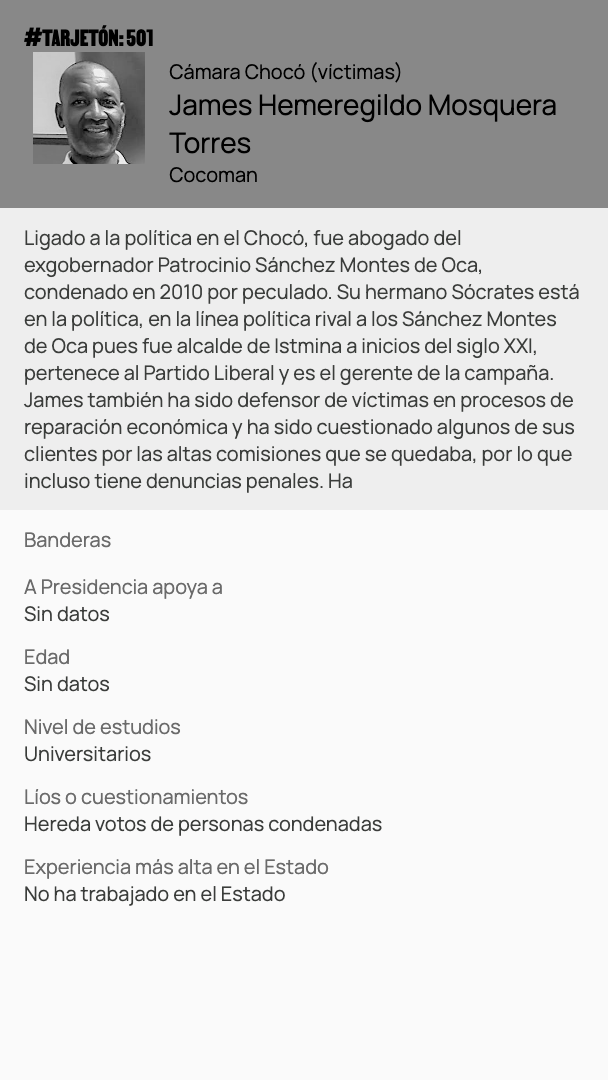 #TARJETÓN: 501
Cámara Chocó (víctimas)
James Hemeregildo Mosquera
Torres
Cocoman
Ligado a la política en el Chocó, fue abogado del
exgobernador Patrocinio Sánchez Montes de Oca,
condenado en 2010 por peculado. Su hermano Sócrates está
en la política, en la línea política rival a los Sánchez Montes
de Oca pues fue alcalde de Istmina a inicios del siglo XXI,
pertenece al Partido Liberal y es el gerente de la campaña.
James también ha sido defensor de víctimas en procesos de
reparación económica y ha sido cuestionado algunos de sus
clientes por las altas comisiones que se quedaba, por lo que
incluso tiene denuncias penales. Ha
Banderas
A Presidencia apoya a
Sin datos
Edad
Sin datos
Nivel de estudios
Universitarios
Líos o cuestionamientos
Hereda votos de personas condenadas
Experiencia más alta en el Estado
No ha trabajado en el Estado